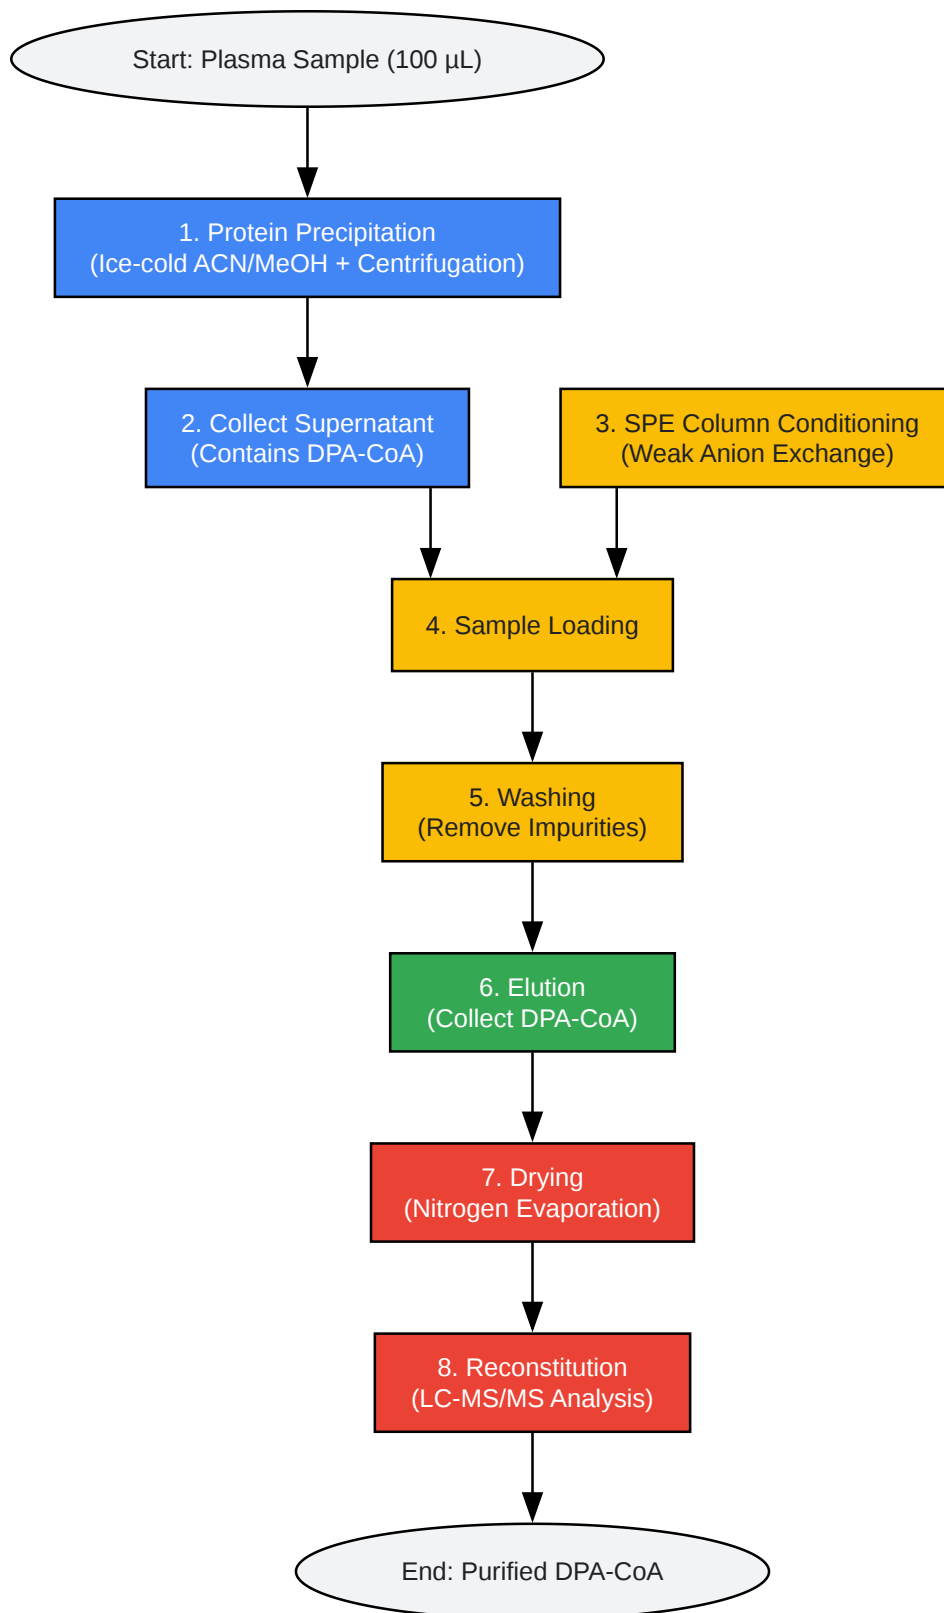 Start: Plasma Sample (100 µL)
1. Protein Precipitation
(Ice-cold ACN/MeOH + Centrifugation)
2. Collect Supernatant
(Contains DPA-CoA)
3. SPE Column Conditioning
(Weak Anion Exchange)
4. Sample Loading
5. Washing
(Remove Impurities)
6. Elution
(Collect DPA-CoA)
7. Drying
(Nitrogen Evaporation)
8. Reconstitution
(LC-MS/MS Analysis)
End: Purified DPA-CoA